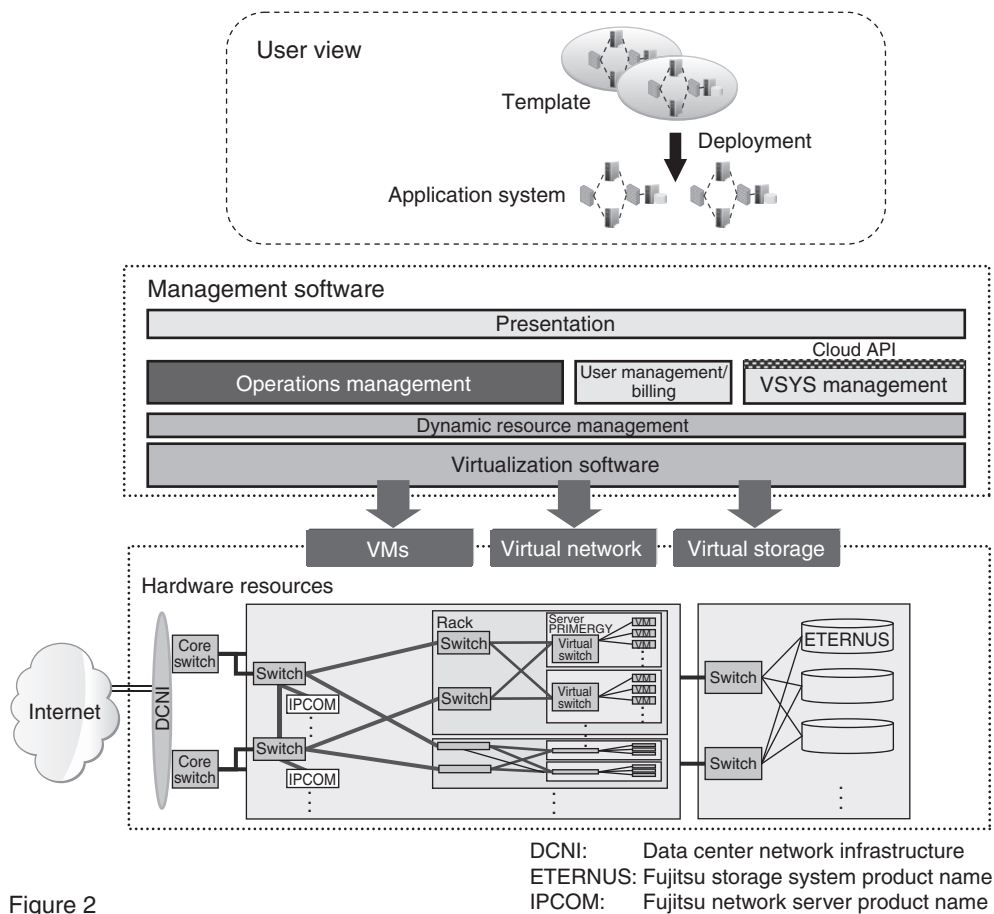 User view
Template
Deployment
Application system
Management software
Presentation
Cloud API
Operations management
User management/
billing
VSYS management
Dynamic resource management
Virtualization software
VMs
Virtual network
Virtual storage
Hardware resources
Internet
DCNI
Core
switch
Core
switch
Switch
IPCOM
Switch
IPCOM
Rack
Switch
Switch
Server
PRIMERGY
Virtual
switch
VM
VM
VM
Virtual
switch
VM
VM
VM
Switch
Switch
ETERNUS
DCNI: Data center network infrastructure
ETERNUS: Fujitsu storage system product name
IPCOM: Fujitsu network server product name
Figure 2